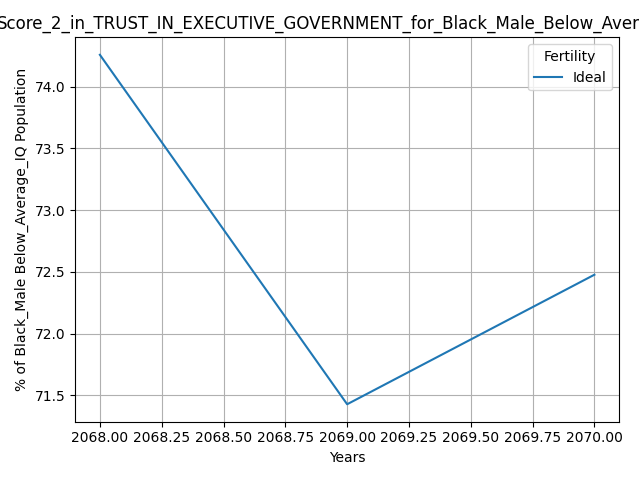 Score_2_in_TRUST_IN_EXECUTIVE_GOVERNMENT_for_Black_Male_Below_Aver
Fertility
Ideal
% of Black_Male Below_Average_IQ Population
74.0
73.5
73.0
72.5
72.0
71.5
2068.00 2068.25 2068.50 2068.75 2069.00 2069.25 2069.50 2069.75 2070.00
Years